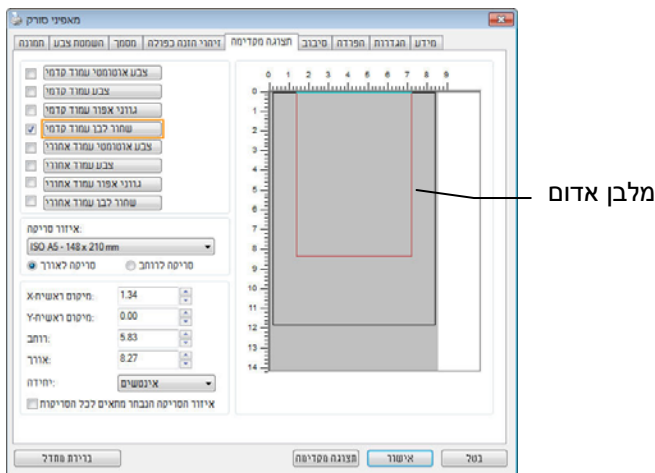 מאפיני סורק
תמונה השמטת צבע מסמך זיהוי הזנה כפולה תצוגה מקדימה סיבוב הפרדה הגדרות מידע
צבע אוטומטי עמוד קדמי
צבע עמוד קדמי
גווני אפור עמוד קדמי
שחור לבן עמוד קדמי
צבע אוטומטי עמוד אחורי
צבע עמוד אחורי
גווני אפור עמוד אחורי
שחור לבן עמוד אחורי
איזור סריקה:
ISO A5 - 148 x 210 mm
סריקה לאורך סריקה לרוחב
מיקום ראשית-X: 1.34
מיקום ראשית-Y: 0.00
רוחב: 5.83
אורך: 8.27
יחידה: אינטשים
איזור הסריקה הנבחר מתאים לכל הסריקות
0 1 2 3 4 5 6 7 8 9
0
1
2
3
4
5
6
7
8
9
10
11
12
13
14
מלבן אדום
ברירת מחדל תצוגה מקדימה אישור בטל